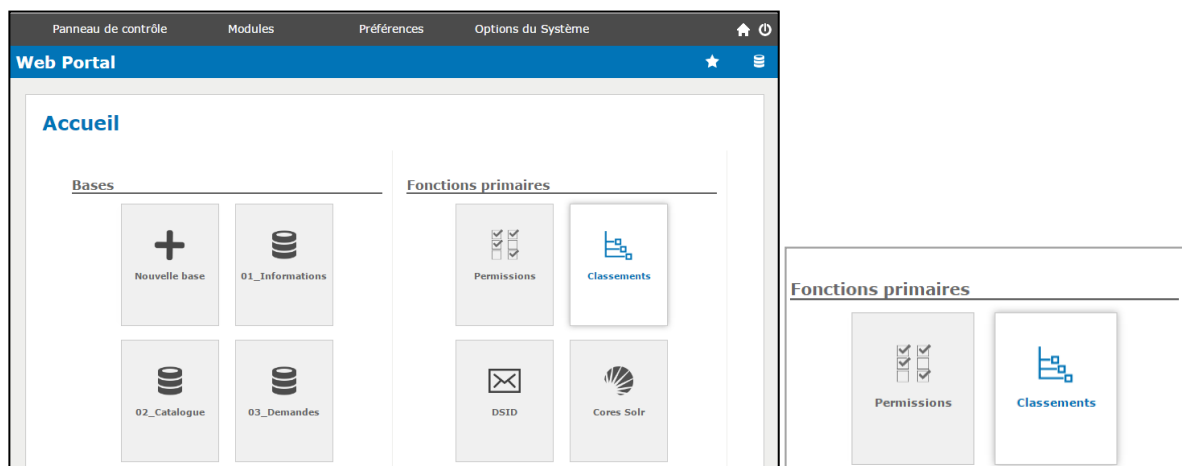 Panneau de contrôle Modules Préférences Options du Système
Web Portal
Accueil
Bases Fonctions primaires
Nouvelle base 01_Informations Permissions Classements
02_Catalogue 03_Demandes DSID Cores Solr
Fonctions primaires
Permissions Classements